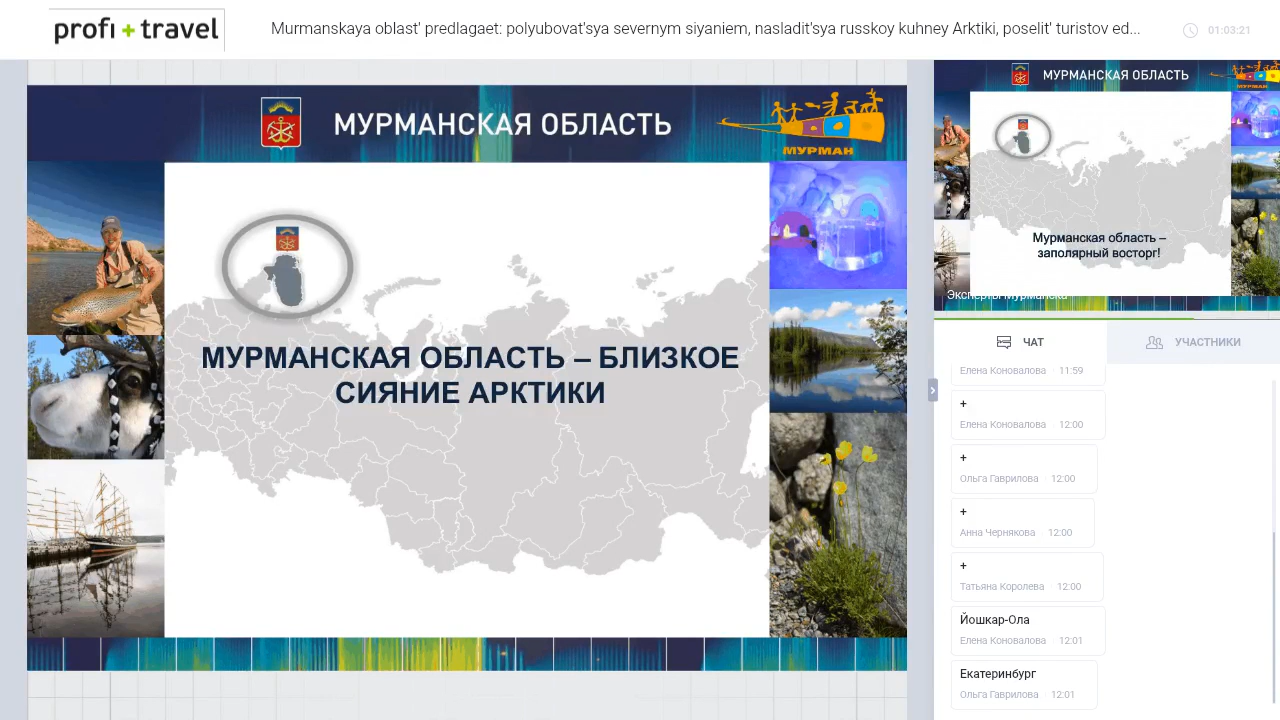 profi + travel
Murmanskaya oblast' predlagaet: polyubovat'sya severnym siyaniem, nasladit'sya russkoy kuhney Arktiki, poselit' turistov ed...
01:03:21
МУРМАНСКАЯ ОБЛАСТЬ
МУРМАН
МУРМАНСКАЯ ОБЛАСТЬ – БЛИЗКОЕ
СИЯНИЕ АРКТИКИ
МУРМАНСКАЯ ОБЛАСТЬ
МУРМАН
Мурманская область –
заполярный восторг!
Эксперты Мурманска
ЧАТ
УЧАСТНИКИ
Елена Коновалова · 11:59
+
Елена Коновалова · 12:00
+
Ольга Гаврилова · 12:00
+
Анна Чернякова · 12:00
+
Татьяна Королева · 12:00
Йошкар-Ола
Елена Коновалова · 12:01
Екатеринбург
Ольга Гаврилова · 12:01